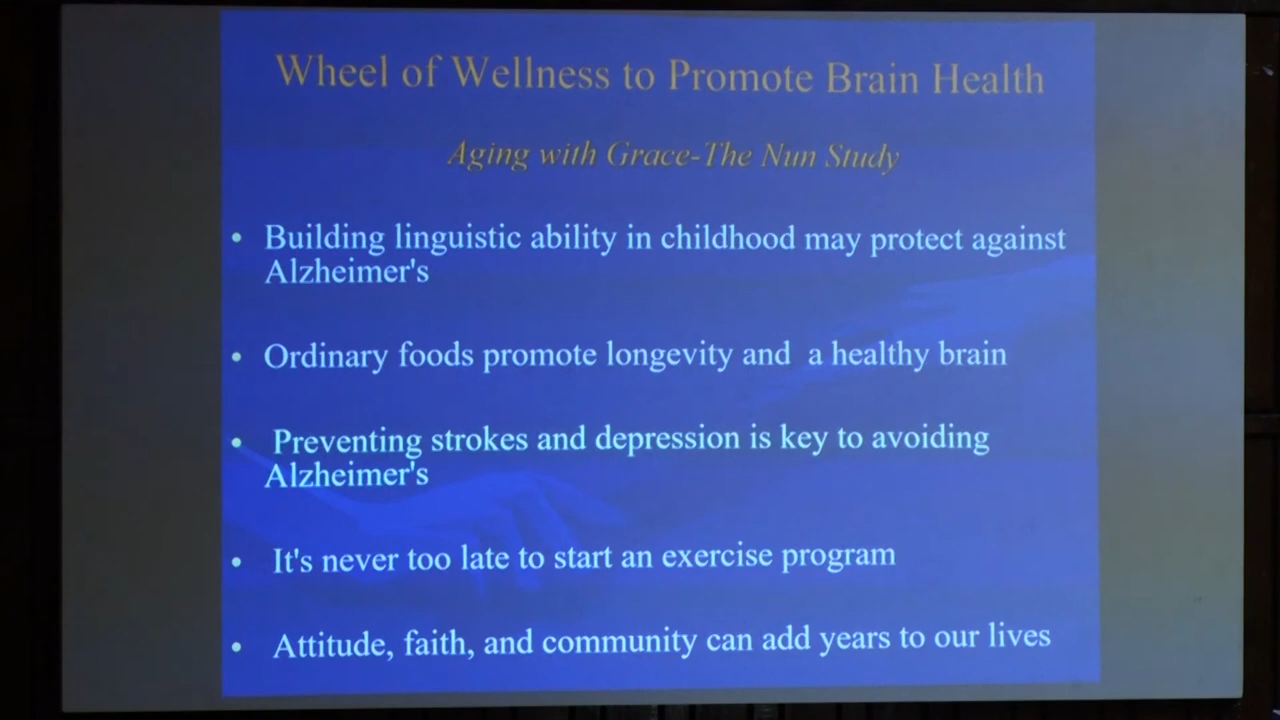 Wheel of Wellness to Promote Brain Health
Aging with Grace-The Nun Study
• Building linguistic ability in childhood may protect against
Alzheimer's
• Ordinary foods promote longevity and  a healthy brain
• Preventing strokes and depression is key to avoiding
Alzheimer's
• It's never too late to start an exercise program
• Attitude, faith, and community can add years to our lives